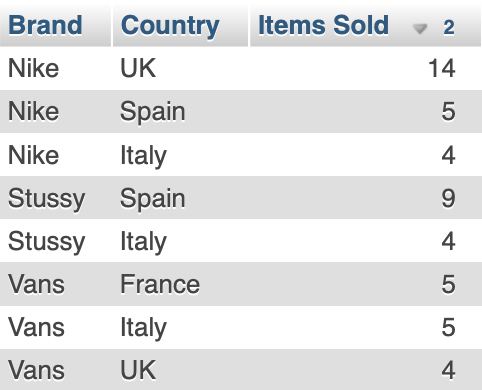 Brand Country Items Sold 2
Nike UK 14
Nike Spain 5
Nike Italy 4
Stussy Spain 9
Stussy Italy 4
Vans France 5
Vans Italy 5
Vans UK 4